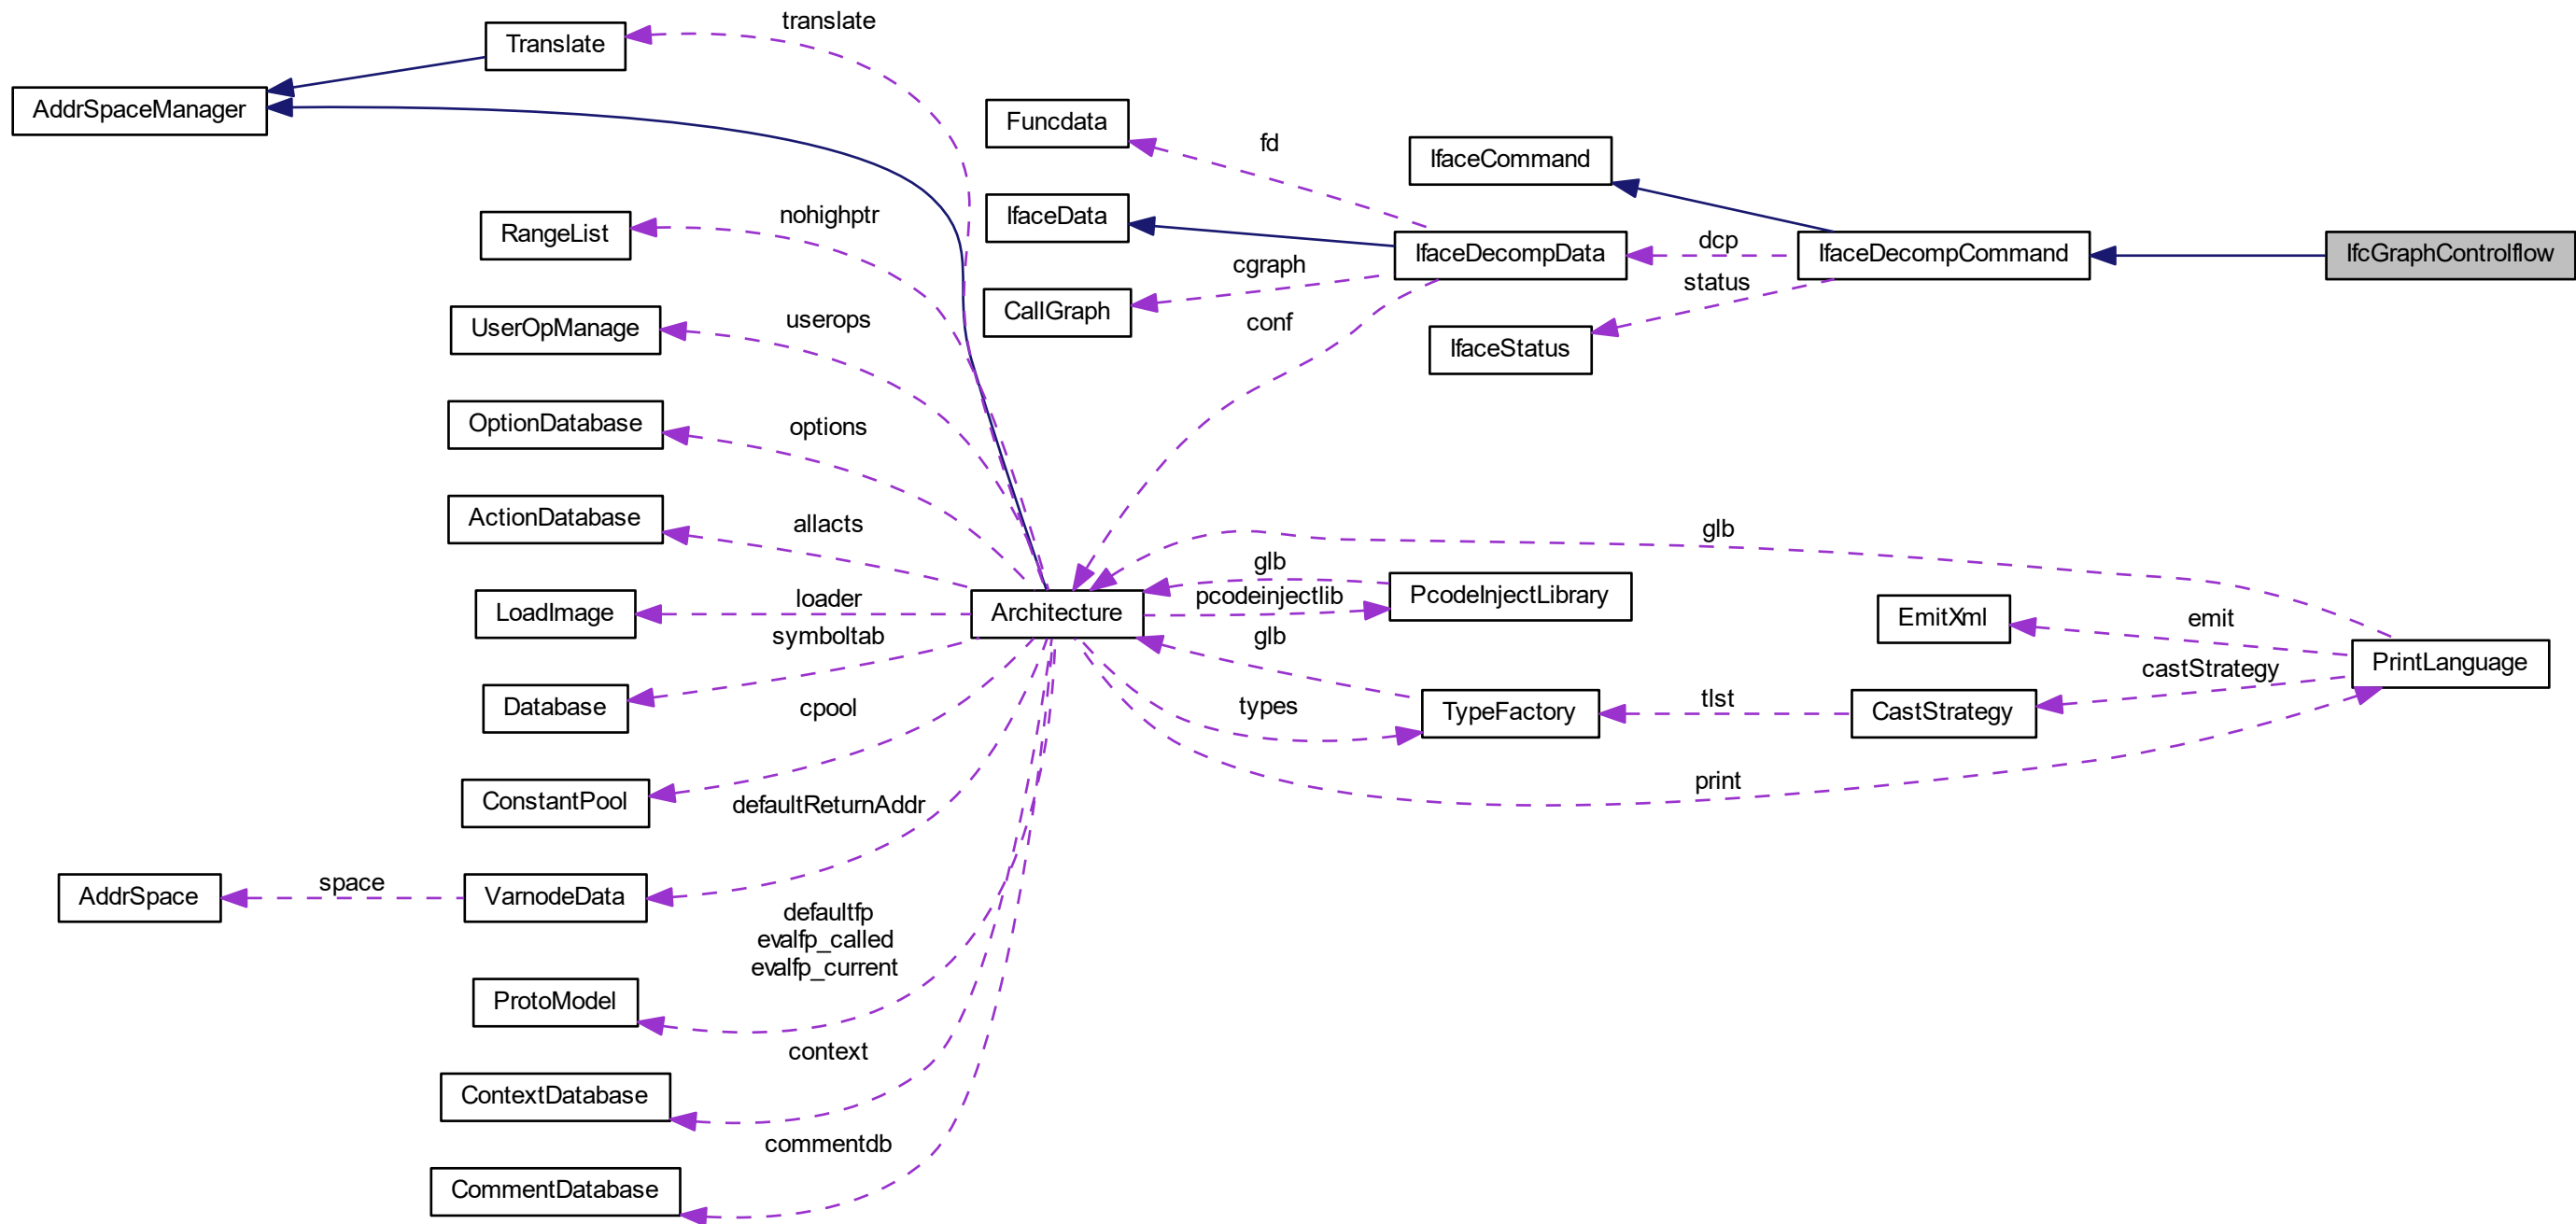 translate
Translate
AddrSpaceManager
Funcdata
fd
IfaceCommand
nohighptr
IfaceData
RangeList
IfaceDecompData
dcp
IfaceDecompCommand
IfcGraphControlflow
cgraph
status
CallGraph
userops
conf
UserOpManage
IfaceStatus
options
OptionDatabase
allacts
ActionDatabase
glb
glb
loader
pcodeinjectlib
PcodeInjectLibrary
LoadImage
Architecture
EmitXml
emit
symboltab
glb
PrintLanguage
castStrategy
Database
cpool
types
TypeFactory
tlst
CastStrategy
print
ConstantPool
defaultReturnAddr
AddrSpace
space
VarnodeData
defaultfp
evalfp_called
evalfp_current
ProtoModel
context
ContextDatabase
commentdb
CommentDatabase